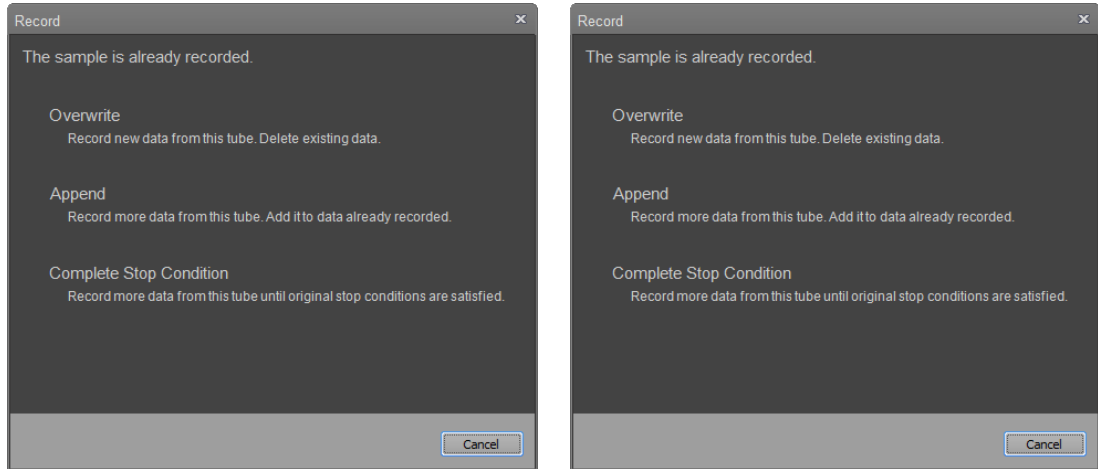 Record
The sample is already recorded.
Overwrite
Record new data from this tube. Delete existing data.
Append
Record more data from this tube. Add it to data already recorded.
Complete Stop Condition
Record more data from this tube until original stop conditions are satisfied.
Cancel
Record
The sample is already recorded.
Overwrite
Record new data from this tube. Delete existing data.
Append
Record more data from this tube. Add it to data already recorded.
Complete Stop Condition
Record more data from this tube until original stop conditions are satisfied.
Cancel